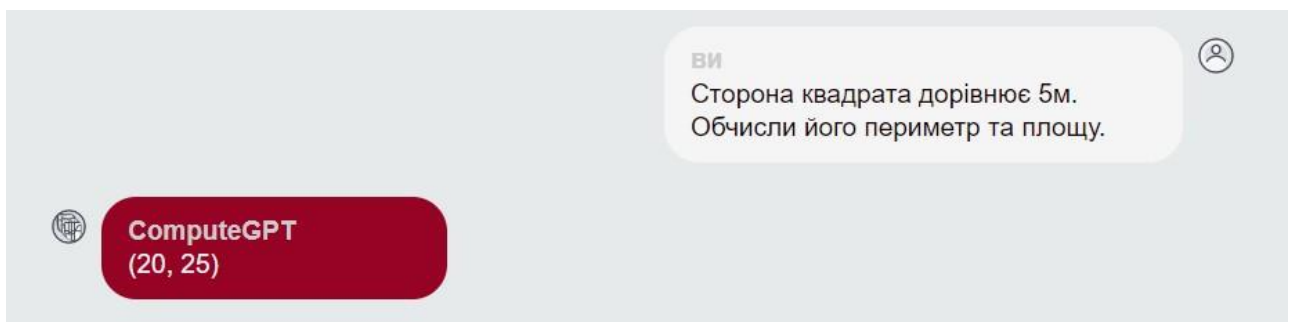 ви
Сторона квадрата дорівнює 5м.
Обчисли його периметр та площу.
ComputeGPT
(20, 25)